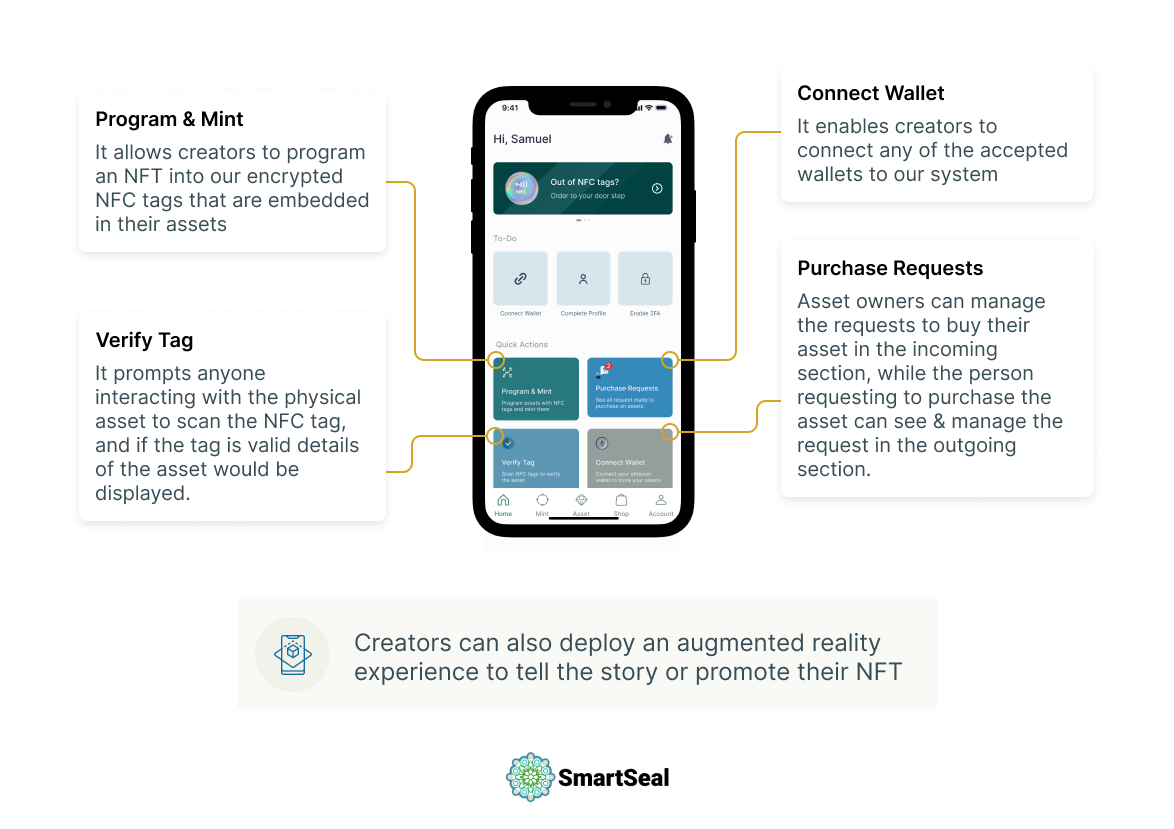 Program & Mint
It allows creators to program
an NFT into our encrypted
NFC tags that are embedded
in their assets
Verify Tag
It prompts anyone
interacting with the physical
asset to scan the NFC tag,
and if the tag is valid details
of the asset would be
displayed.
9:41
Hi, Samuel
NFC
Out of NFC tags?
Order to your door step
To-Do
Connect Wallet
Complete Profile
Enable 2FA
Quick Actions
Program & Mint
Program assets with NFC
tags and mint them
2
Purchase Requests
See all request made to
purchase an assets
Verify Tag
Scan NFC tags to verify
the asset
Connect Wallet
Connect your etherum
wallet to store your assets
Home
Mint
Asset
Shop
Account
Connect Wallet
It enables creators to
connect any of the accepted
wallets to our system
Purchase Requests
Asset owners can manage
the requests to buy their
asset in the incoming
section, while the person
requesting to purchase the
asset can see & manage the
request in the outgoing
section.
Creators can also deploy an augmented reality
experience to tell the story or promote their NFT
SmartSeal